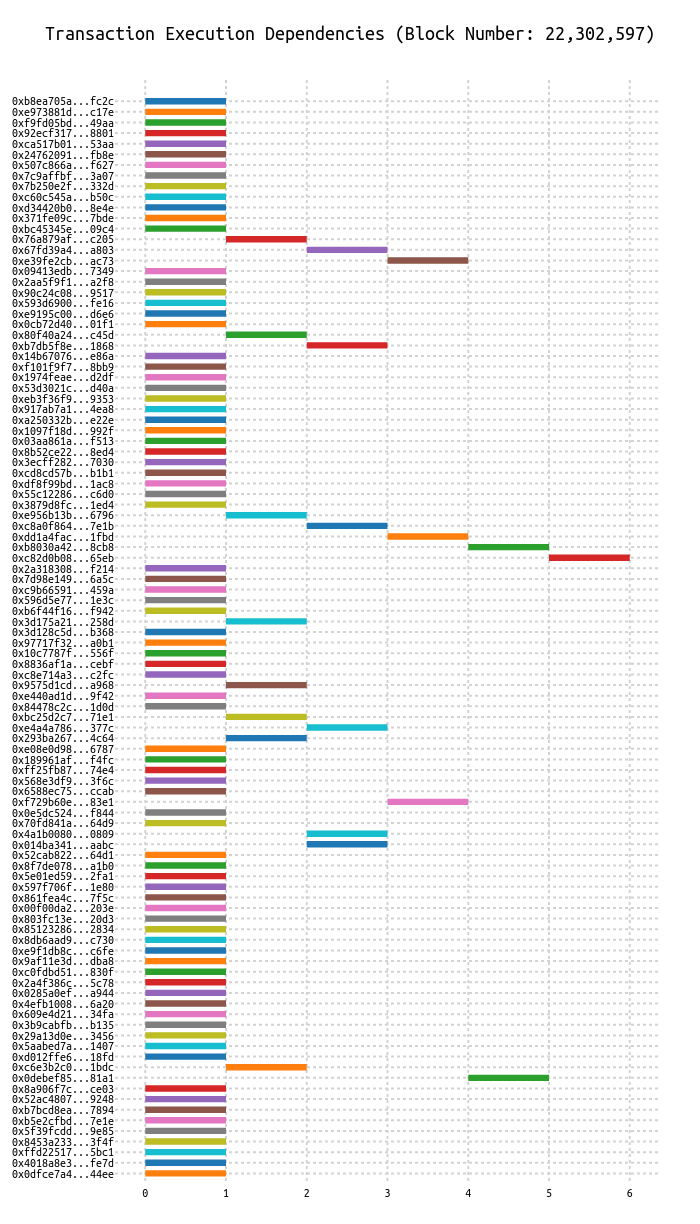 Transaction Execution Dependencies (Block Number: 22,302,597)
0xb8ea705a...fc2c
0xe973881d...c17e
0xf9fd05bd...49aa
0x92ecf317...8801
0xca517b01...53aa
0x24762091...fb8e
0x507c866a...f627
0x7c9affbf...3a07
0x7b250e2f...332d
0xc60c545a...b50c
0xd34420b0...8e4e
0x371fe09c...7bde
0xbc45345e...09c4
0x76a879af...c205
0x67fd39a4...a803
0xe39fe2cb...ac73
0x09413edb...7349
0x2aa5f9f1...a2f8
0x90c24c08...9517
0x593d6900...fe16
0xe9195c00...d6e6
0x0cb72d40...01f1
0x80f40a24...c45d
0xb7db5f8e...1868
0x14b67076...e86a
0xf101f9f7...8bb9
0x1974feae...d2df
0x53d3021c...d40a
0xeb3f36f9...9353
0x917ab7a1...4ea8
0xa250332b...e22e
0x1097f18d...992f
0x03aa861a...f513
0x8b52ce22...8ed4
0x3ecff282...7030
0xcd8cd57b...b1b1
0xdf8f99bd...1ac8
0x55c12286...c6d0
0x3879d8fc...1ed4
0xe956b13b...6796
0xc8a0f864...7e1b
0xdd1a4fac...1fbd
0xb8030a42...8cb8
0xc82d0b08...65eb
0x2a318308...f214
0x7d98e149...6a5c
0xc9b66591...459a
0x596d5e77...1e3c
0xb6f44f16...f942
0x3d175a21...258d
0x3d128c5d...b368
0x97717f32...a0b1
0x10c7787f...556f
0x8836af1a...cebf
0xc8e714a3...c2fc
0x9575d1cd...a968
0xe440ad1d...9f42
0x84478c2c...1d0d
0xbc25d2c7...71e1
0xe4a4a786...377c
0x293ba267...4c64
0xe08e0d98...6787
0x189961af...f4fc
0xff25fb87...74e4
0x568e3df9...3f6c
0x6588ec75...ccab
0xf729b60e...83e1
0x0e5dc524...f844
0x70fd841a...64d9
0x4a1b0080...0809
0x014ba341...aabc
0x52cab822...64d1
0x8f7de078...a1b0
0x5e01ed59...2fa1
0x597f706f...1e80
0x861fea4c...7f5c
0x00f00da2...203e
0x803fc13e...20d3
0x85123286...2834
0x8db6aad9...c730
0xe9f1db8c...c6fe
0x9af11e3d...dba8
0xc0fdbd51...830f
0x2a4f386c...5c78
0x0285a0ef...a944
0x4efb1008...6a20
0x609e4d21...34fa
0x3b9cabfb...b135
0x29a13d0e...3456
0x5aabed7a...1407
0xd012ffe6...18fd
0xc6e3b2c0...1bdc
0x0debef85...81a1
0x8a906f7c...ce03
0x52ac4807...9248
0xb7bcd8ea...7894
0xb5e2cfbd...7e1e
0x5f39fcdd...9e85
0x8453a233...3f4f
0xffd22517...5bc1
0x4018a8e3...fe7d
0x0dfce7a4...44ee
0 1 2 3 4 5 6